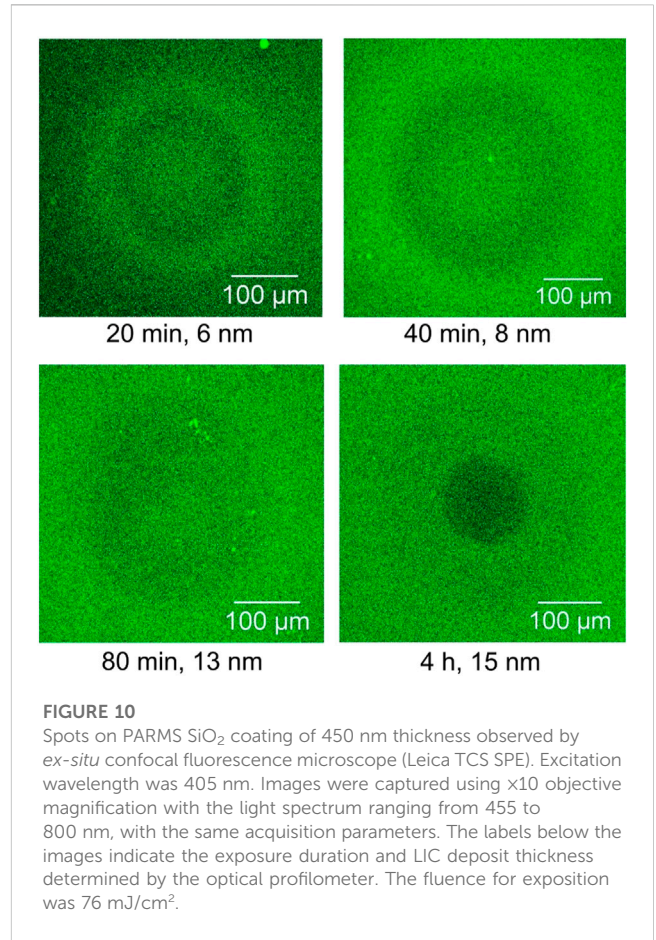 100 µm
100 µm
20 min, 6 nm
40 min, 8 nm
100 µm
100 µm
80 min, 13 nm
4 h, 15 nm
FIGURE 10
Spots on PARMS SiO₂ coating of 450 nm thickness observed by
ex-situ confocal fluorescence microscope (Leica TCS SPE). Excitation
wavelength was 405 nm. Images were captured using ×10 objective
magnification with the light spectrum ranging from 455 to
800 nm, with the same acquisition parameters. The labels below the
images indicate the exposure duration and LIC deposit thickness
determined by the optical profilometer. The fluence for exposition
was 76 mJ/cm².